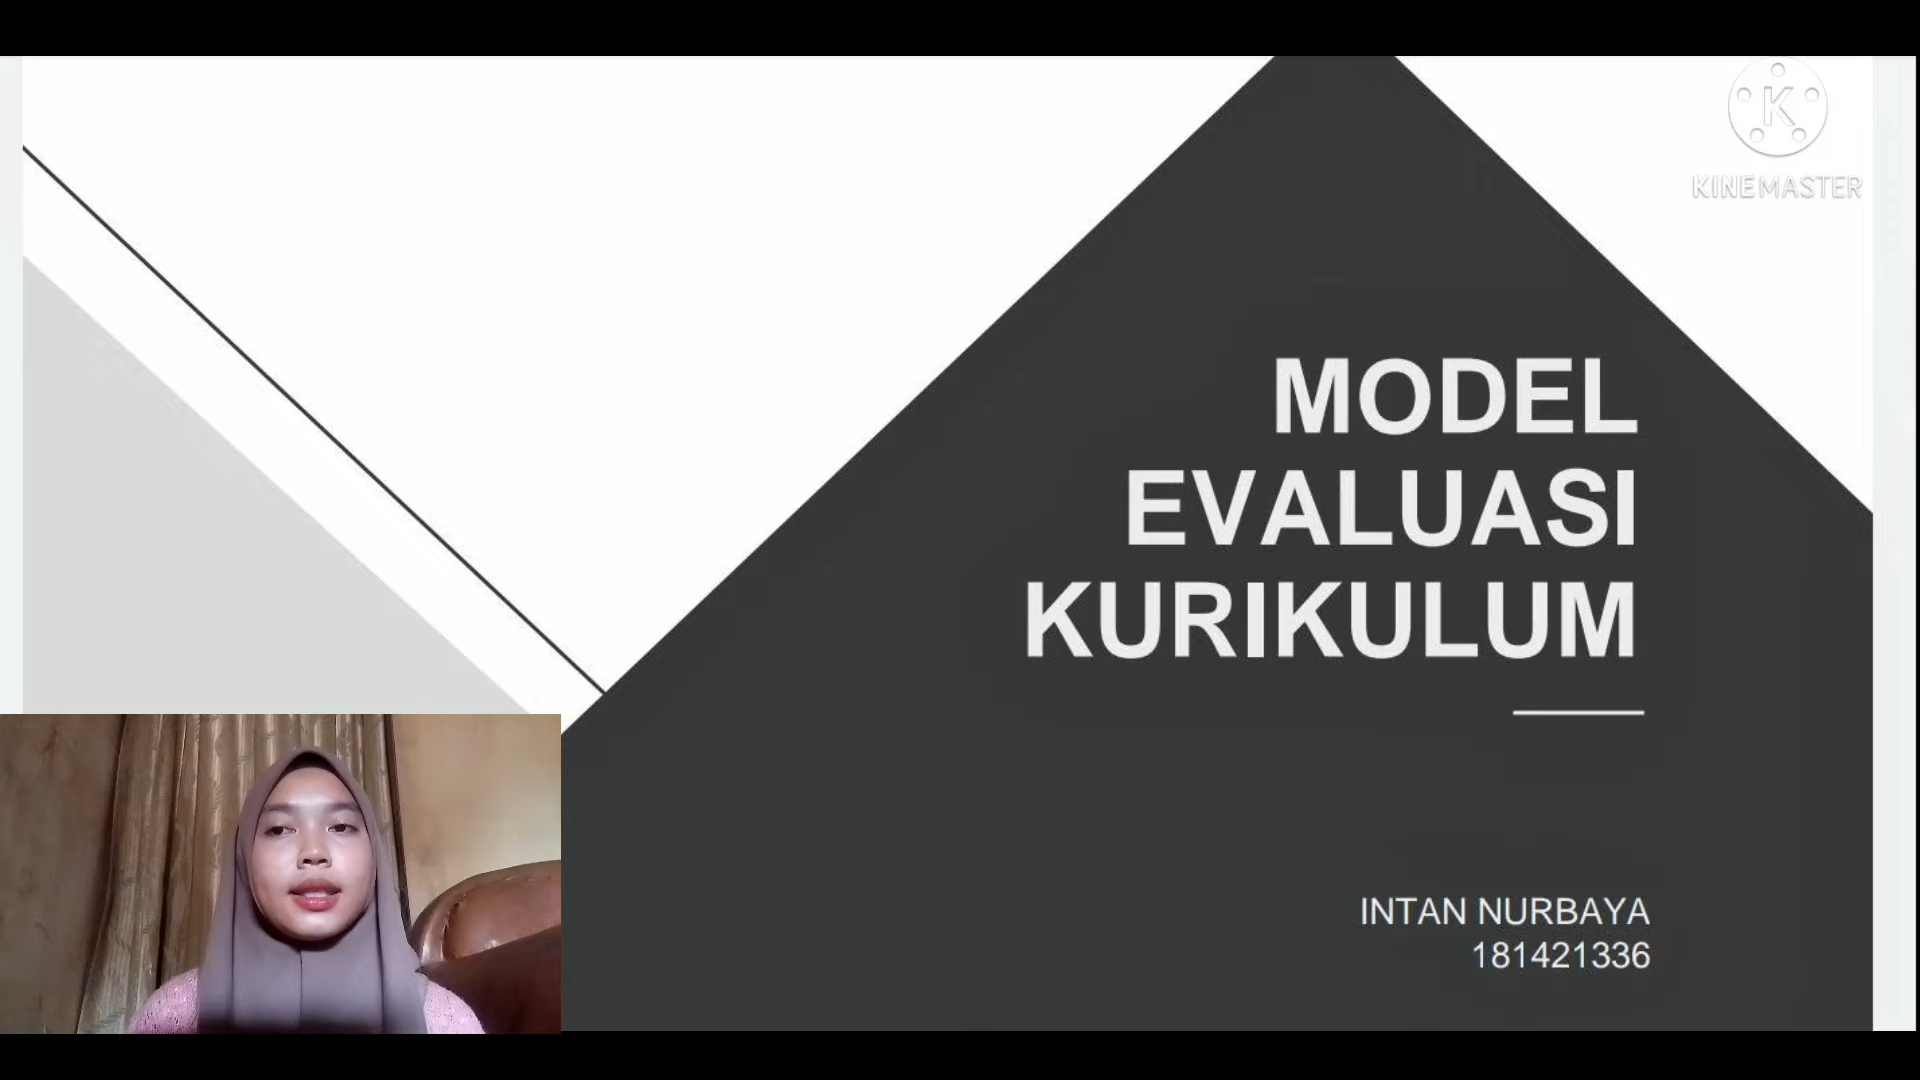 K
KINEMASTER
MODEL
EVALUASI
KURIKULUM
INTAN NURBAYA
181421336